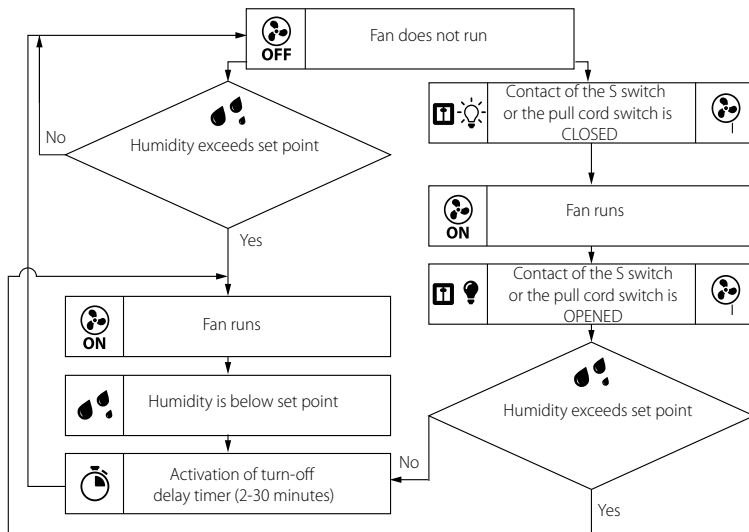 OFF
Fan does not run
No
Humidity exceeds set point
Yes
Contact of the S switch
or the pull cord switch is
CLOSED
ON
Fan runs
Contact of the S switch
or the pull cord switch is
OPENED
ON
Fan runs
Humidity is below set point
Humidity exceeds set point
No
Activation of turn-off
delay timer (2-30 minutes)
Yes